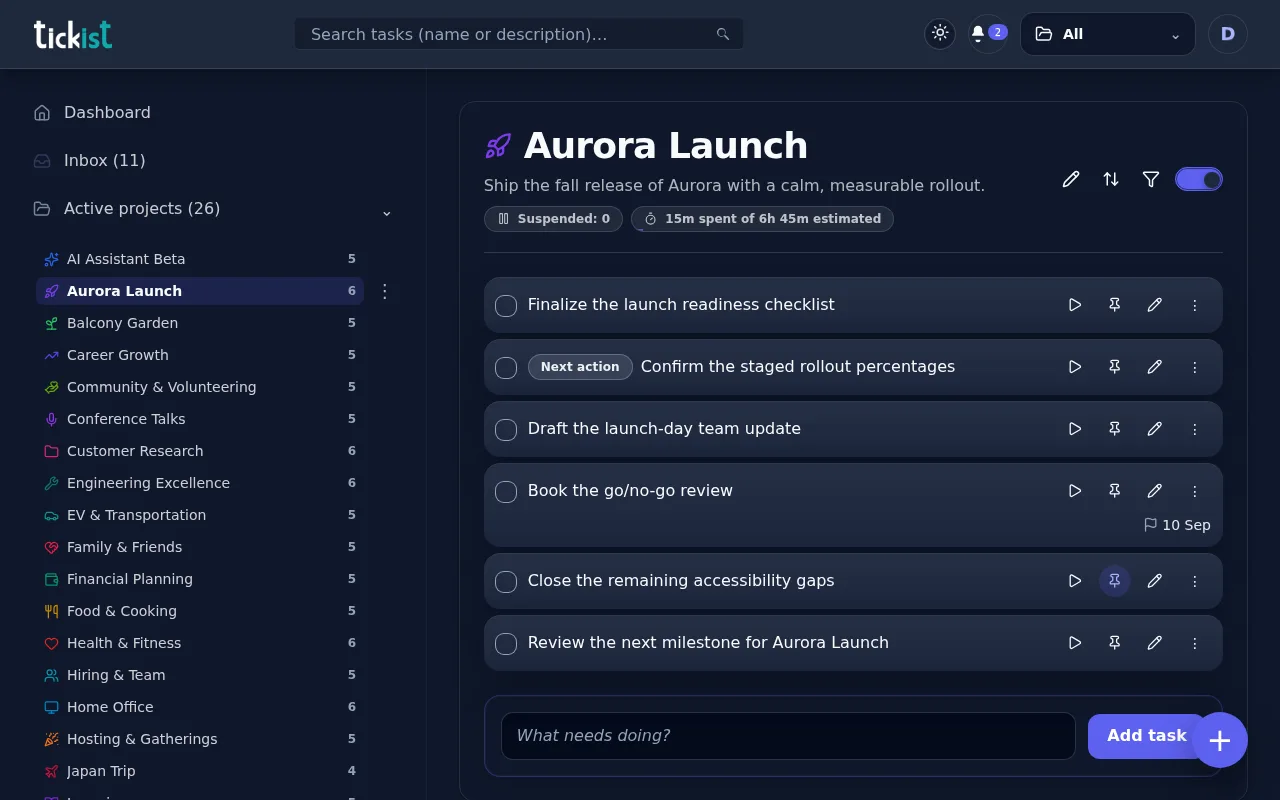 tickist
Search tasks (name or description)...
2
All
D
Dashboard
Inbox (11)
Active projects (26)
AI Assistant Beta 5
Aurora Launch 6
Balcony Garden 5
Career Growth 5
Community & Volunteering 5
Conference Talks 5
Customer Research 6
Engineering Excellence 6
EV & Transportation 5
Family & Friends 5
Financial Planning 5
Food & Cooking 5
Health & Fitness 6
Hiring & Team 5
Home Office 6
Hosting & Gatherings 5
Japan Trip 4
Aurora Launch
Ship the fall release of Aurora with a calm, measurable rollout.
Suspended: 0
15m spent of 6h 45m estimated
Finalize the launch readiness checklist
Next action Confirm the staged rollout percentages
Draft the launch-day team update
Book the go/no-go review
10 Sep
Close the remaining accessibility gaps
Review the next milestone for Aurora Launch
What needs doing?
Add task